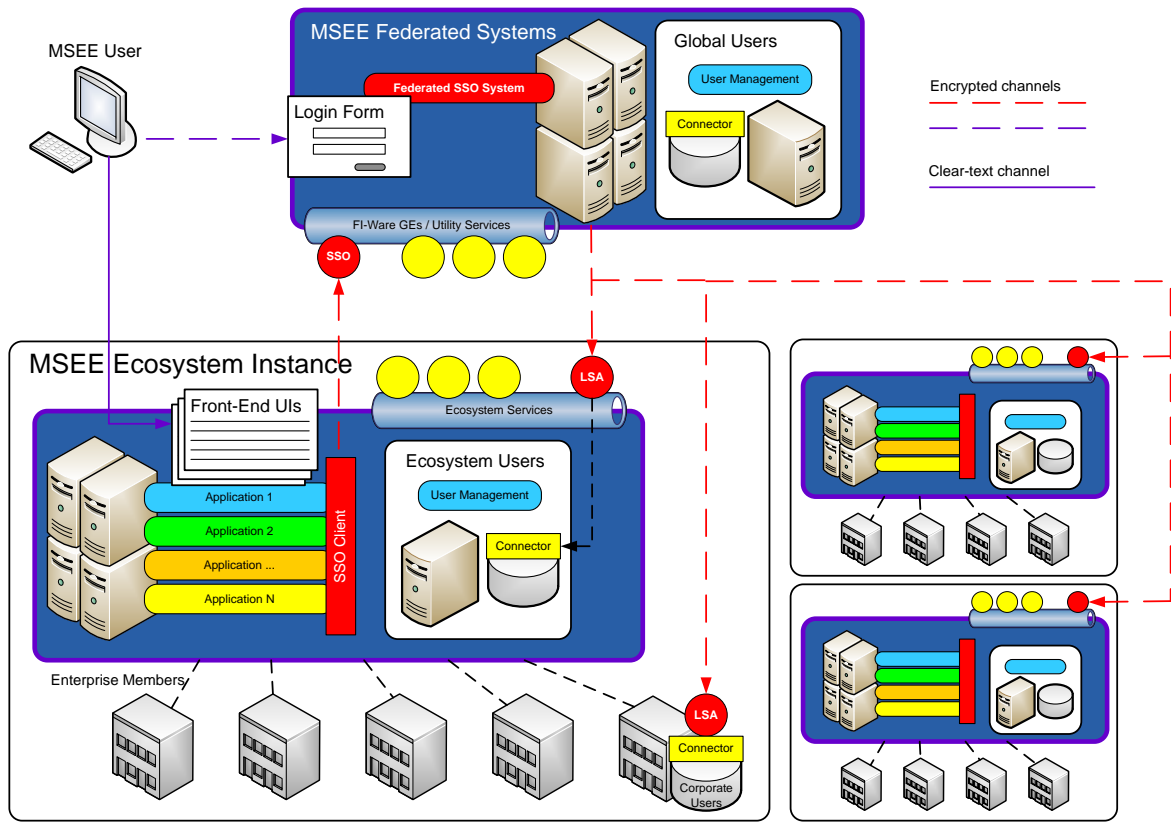 MSEE User
MSEE Federated Systems
Global Users
User Management
Federated SSO System
Login Form
Connector
Encrypted channels
Clear-text channel
FI-Ware GEs / Utility Services
SSO
MSEE Ecosystem Instance
LSA
Front-End UIs
Ecosystem Services
Ecosystem Users
User Management
Application 1
Application 2
Application ...
Application N
SSO Client
Connector
Enterprise Members
LSA
Connector
Corporate
Users